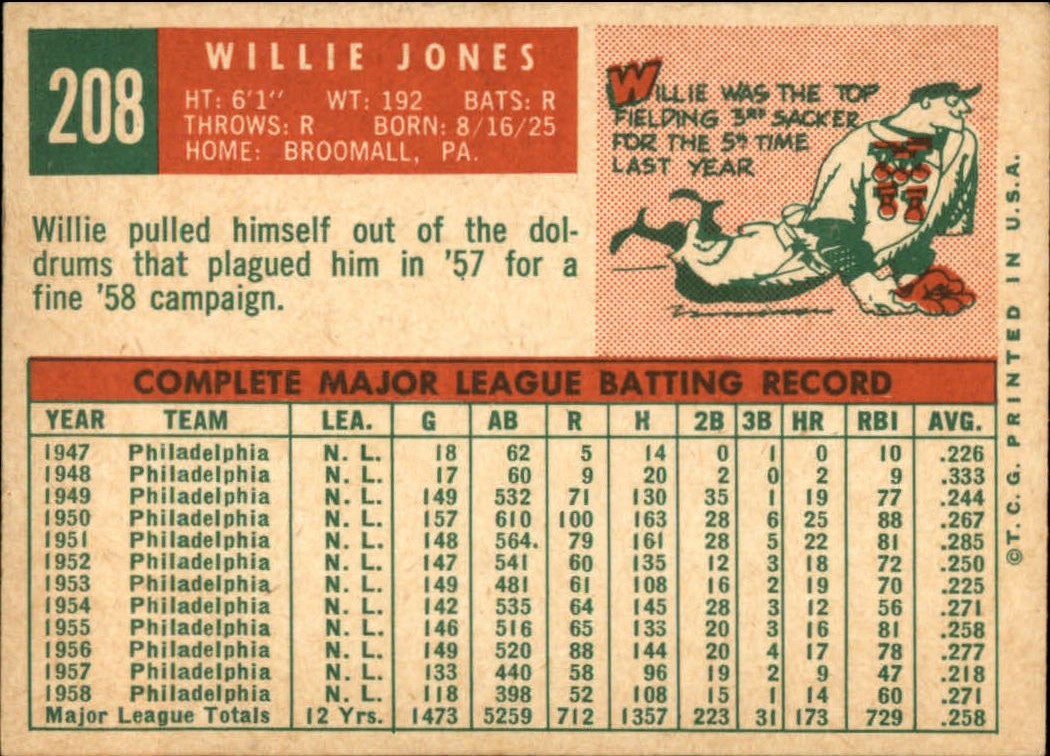 208
WILLIE JONES
HT: 6'1" WT: 192 BATS: R
THROWS: R BORN: 8/16/25
HOME: BROOMALL, PA.
WILLIE WAS THE TOP
FIELDING 3RD SACKER
FOR THE 5TH TIME
LAST YEAR
Willie pulled himself out of the dol-
drums that plagued him in '57 for a
fine '58 campaign.
COMPLETE MAJOR LEAGUE BATTING RECORD
YEAR TEAM LEA. G AB R H 2B 3B HR RBI AVG.
1947 Philadelphia N. L. 18 62 5 14 0 1 0 10 .226
1948 Philadelphia N. L. 17 60 9 20 2 0 2 9 .333
1949 Philadelphia N. L. 149 532 71 130 35 1 19 77 .244
1950 Philadelphia N. L. 157 610 100 163 28 6 25 88 .267
1951 Philadelphia N. L. 148 564. 79 161 28 5 22 81 .285
1952 Philadelphia N. L. 147 541 60 135 12 3 18 72 .250
1953 Philadelphia N. L. 149 481 61 108 16 2 19 70 .225
1954 Philadelphia N. L. 142 535 64 145 28 3 12 56 .271
1955 Philadelphia N. L. 146 516 65 133 20 3 16 81 .258
1956 Philadelphia N. L. 149 520 88 144 20 4 17 78 .277
1957 Philadelphia N. L. 133 440 58 96 19 2 9 47 .218
1958 Philadelphia N. L. 118 398 52 108 15 1 14 60 .271
Major League Totals 12 Yrs. 1473 5259 712 1357 223 31 173 729 .258
©T. C. G. PRINTED IN U.S.A.